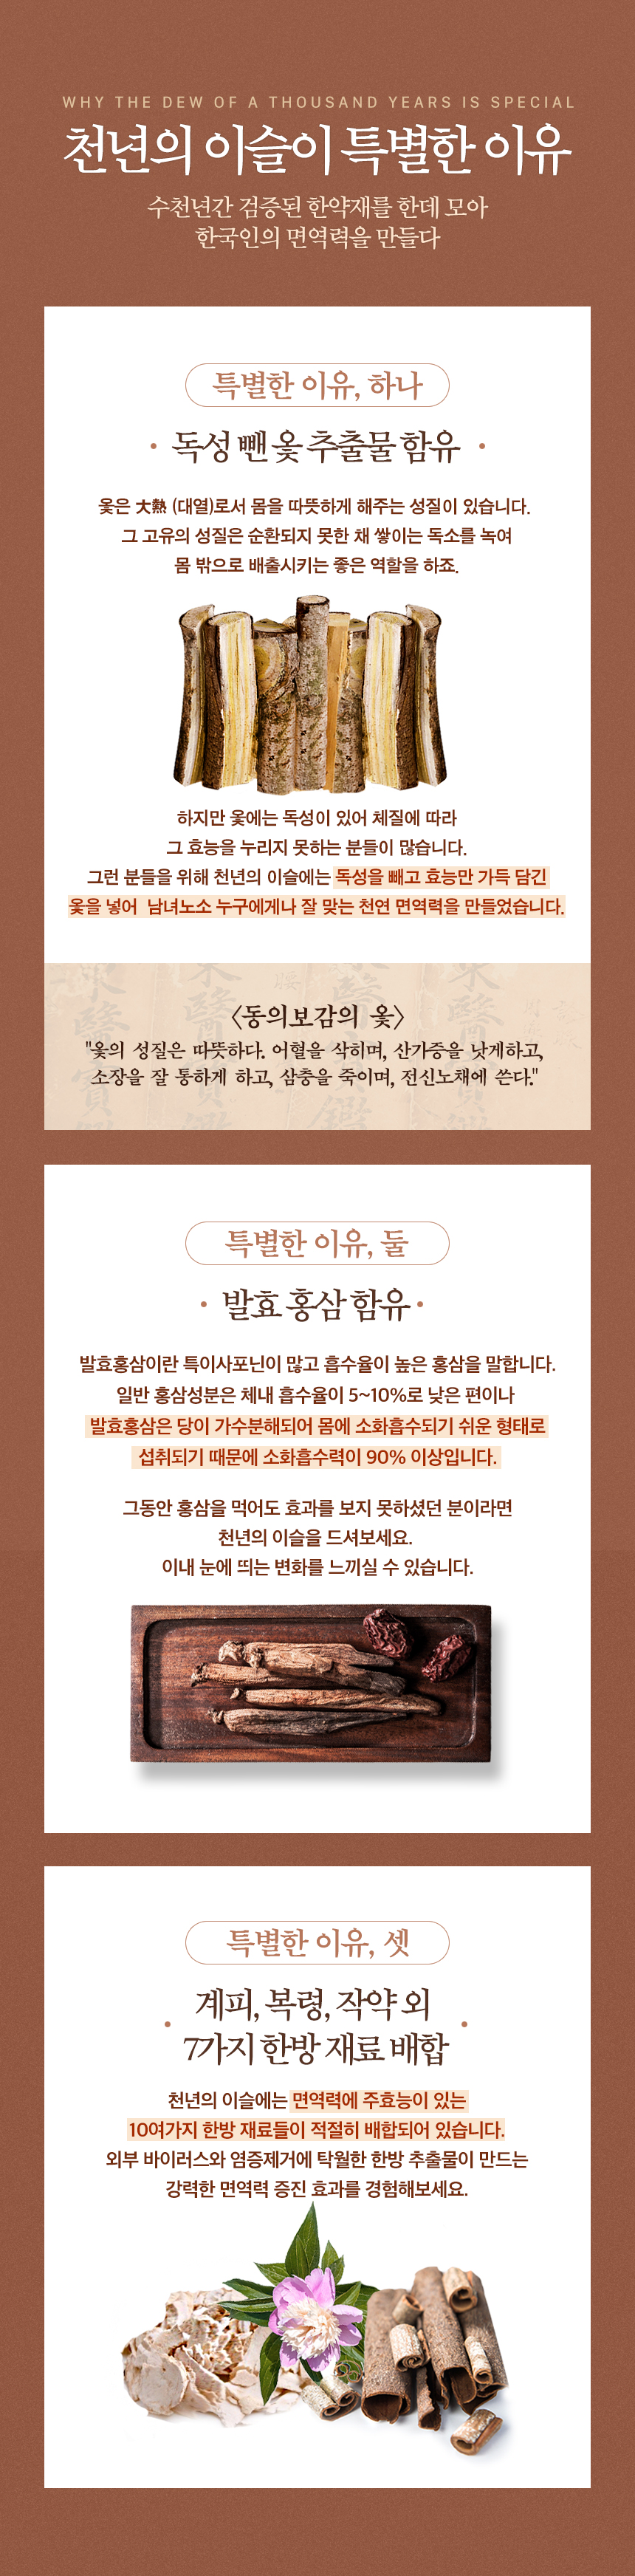 WHY THE DEW OF A THOUSAND YEARS IS SPECIAL
천년의 이슬이 특별한 이유
수천년간 검증된 한약재를 한데 모아
한국인의 면역력을 만들다
특별한 이유, 하나
독성 뺀 옻 추출물 함유
옻은 大熱 (대열)로서 몸을 따뜻하게 해주는 성질이 있습니다.
그 고유의 성질은 순환되지 못한 채 쌓이는 독소를 녹여
몸 밖으로 배출시키는 좋은 역할을 하죠.
하지만 옻에는 독성이 있어 체질에 따라
그 효능을 누리지 못하는 분들이 많습니다.
그런 분들을 위해 천년의 이슬에는 독성을 빼고 효능만 가득 담긴
옻을 넣어 남녀노소 누구에게나 잘 맞는 천연 면역력을 만들었습니다.
〈동의보감의 옻〉
"옻의 성질은 따뜻하다. 어혈을 삭히며, 산가증을 낫게하고,
소장을 잘 통하게 하고, 삼충을 죽이며, 전신노채에 쓴다."
특별한 이유, 둘
발효 홍삼 함유
발효홍삼이란 특이사포닌이 많고 흡수율이 높은 홍삼을 말합니다.
일반 홍삼성분은 체내 흡수율이 5~10%로 낮은 편이나
발효홍삼은 당이 가수분해되어 몸에 소화흡수되기 쉬운 형태로
섭취되기 때문에 소화흡수력이 90% 이상입니다.
그동안 홍삼을 먹어도 효과를 보지 못하셨던 분이라면
천년의 이슬을 드셔보세요.
이내 눈에 띄는 변화를 느끼실 수 있습니다.
특별한 이유, 셋
계피, 복령, 작약 외
7가지 한방 재료 배합
천년의 이슬에는 면역력에 주효능이 있는
10여가지 한방 재료들이 적절히 배합되어 있습니다.
외부 바이러스와 염증제거에 탁월한 한방 추출물이 만드는
강력한 면역력 증진 효과를 경험해보세요.